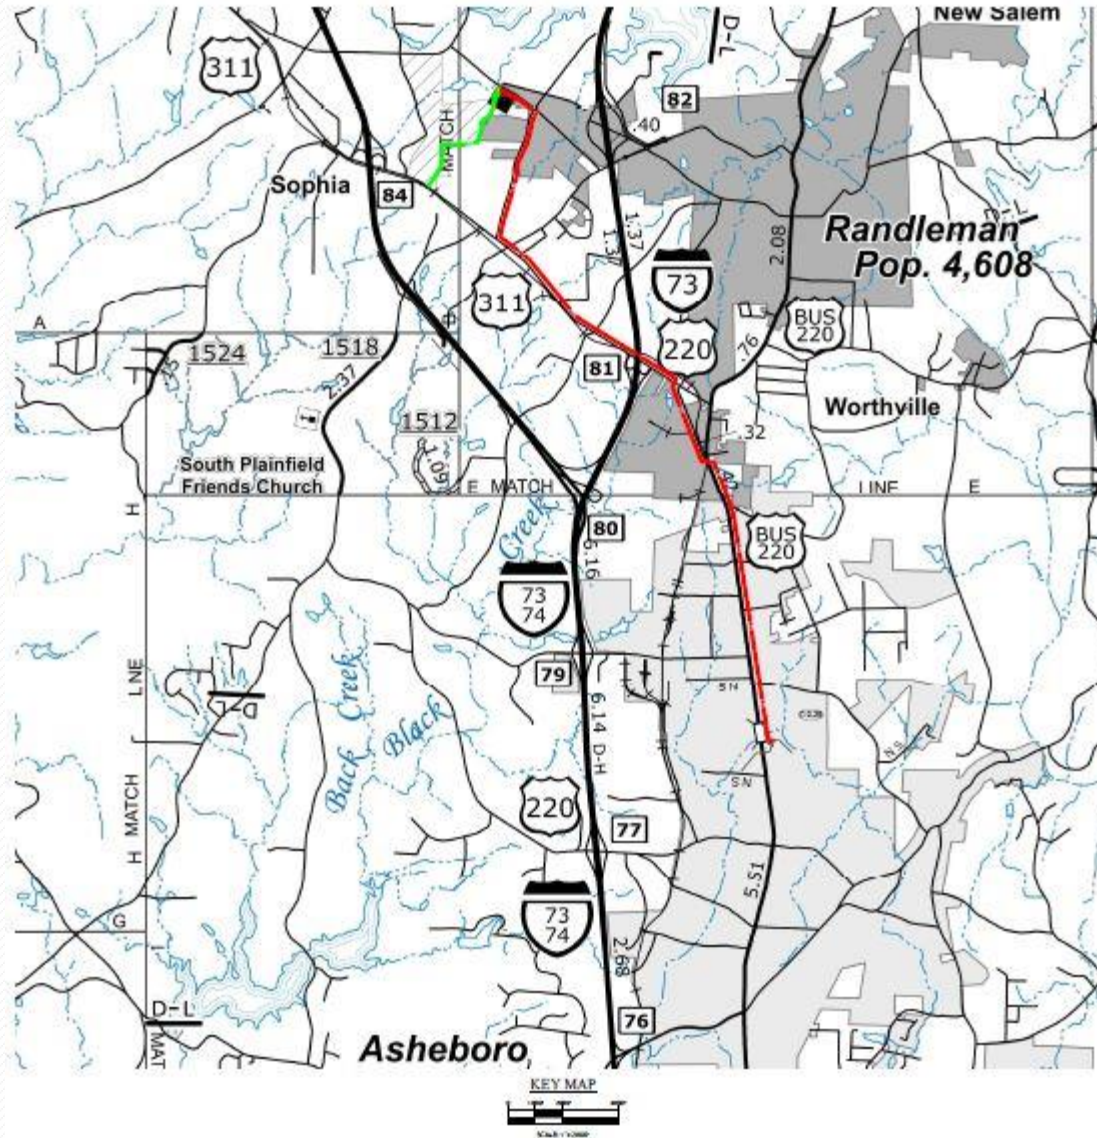 New Salem
D-L
311
82
.40
MATCH
Sophia
84
Randleman
Pop. 4,608
2.08
1.37
1.3
73
311
BUS
220
220
A
1524
1518
.76
81
2.37
Worthville
1512
.32
1.09
South Plainfield
Friends Church
E MATCH
LINE E
H
Creek
80
BUS
220
6.16
73
74
LNE
79
S N
D-L
6.14 D-H
Back Creek
Black
N S
S N
H MATCH
220
77
5.51
73
74
G
2.68
D-L
76
MAT
Asheboro
KEY MAP